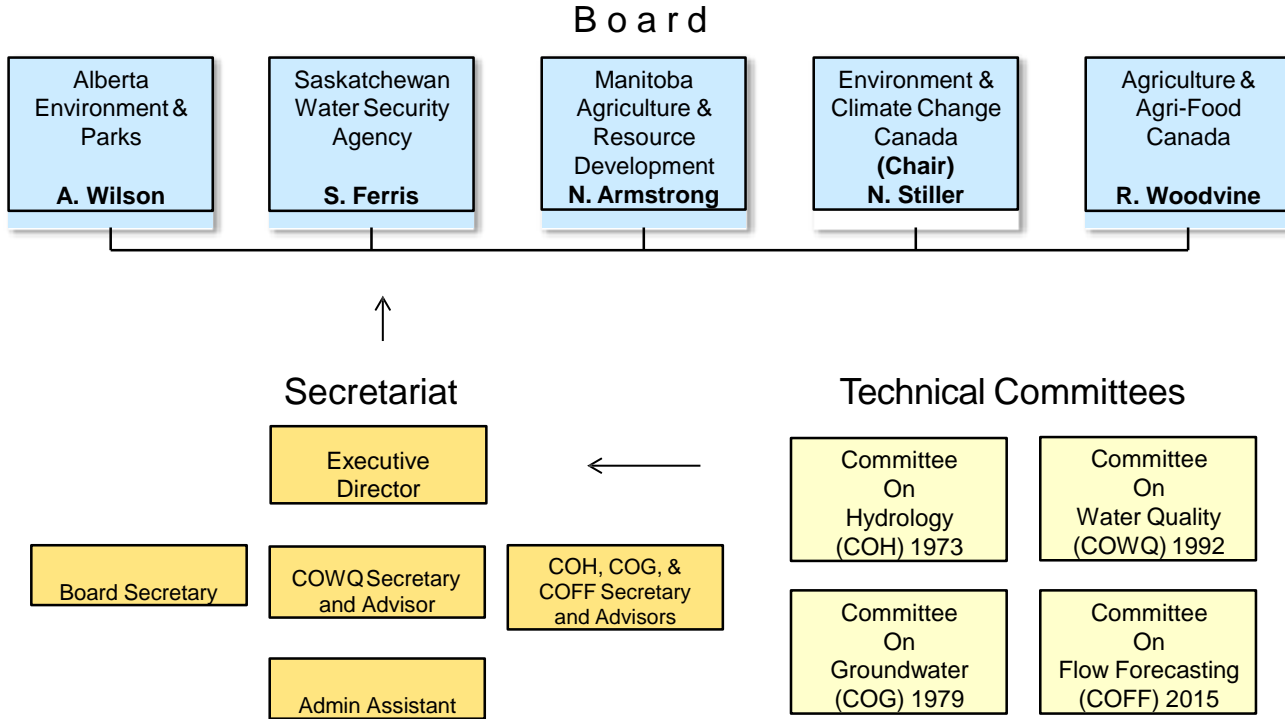 Board
Alberta
Environment &
Parks
A. Wilson
Saskatchewan
Water Security
Agency
S. Ferris
Manitoba
Agriculture &
Resource
Development
N. Armstrong
Environment &
Climate Change
Canada
(Chair)
N. Stiller
Agriculture &
Agri-Food
Canada
R. Woodvine
Secretariat
Executive
Director
Board Secretary
COWQ Secretary
and Advisor
COH, COG, &
COFF Secretary
and Advisors
Admin Assistant
Technical Committees
Committee
On
Hydrology
(COH) 1973
Committee
On
Water Quality
(COWQ) 1992
Committee
On
Groundwater
(COG) 1979
Committee
On
Flow Forecasting
(COFF) 2015